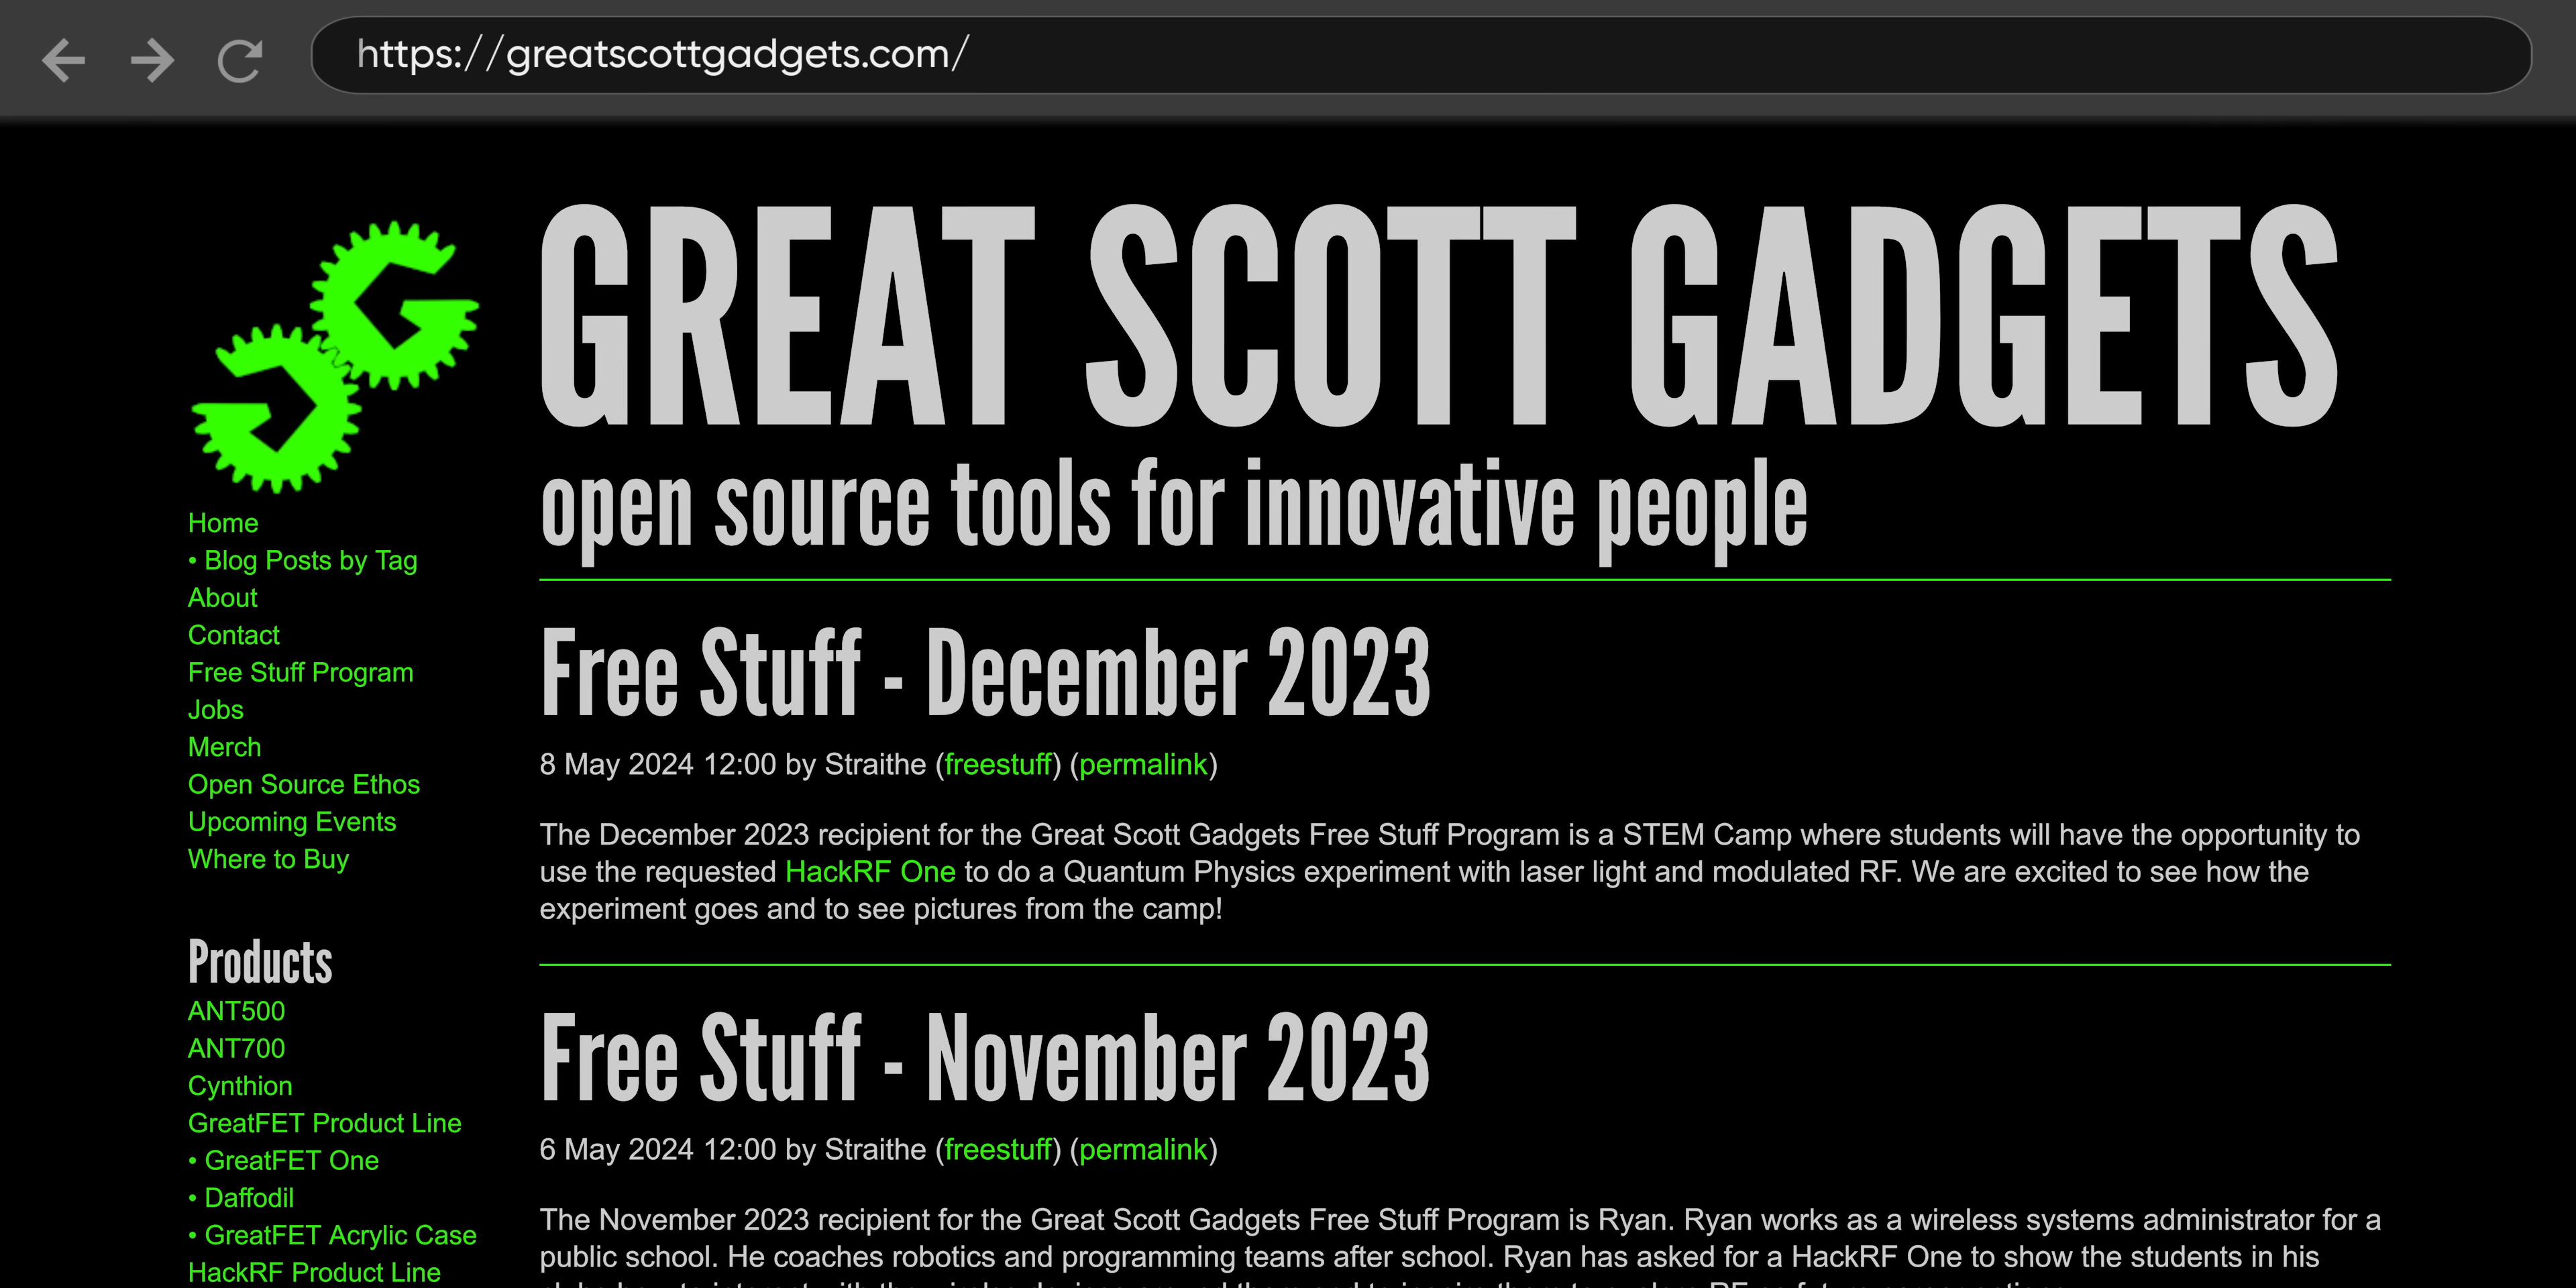 https://greatscottgadgets.com/
GREAT SCOTT GADGETS
open source tools for innovative people
Home
• Blog Posts by Tag
About
Contact
Free Stuff Program
Jobs
Merch
Open Source Ethos
Upcoming Events
Where to Buy
Products
ANT500
ANT700
Cynthion
GreatFET Product Line
• GreatFET One
• Daffodil
• GreatFET Acrylic Case
HackRF Product Line
Free Stuff - December 2023
8 May 2024 12:00 by Straithe (freestuff) (permalink)
The December 2023 recipient for the Great Scott Gadgets Free Stuff Program is a STEM Camp where students will have the opportunity to
use the requested HackRF One to do a Quantum Physics experiment with laser light and modulated RF. We are excited to see how the
experiment goes and to see pictures from the camp!
Free Stuff - November 2023
6 May 2024 12:00 by Straithe (freestuff) (permalink)
The November 2023 recipient for the Great Scott Gadgets Free Stuff Program is Ryan. Ryan works as a wireless systems administrator for a
public school. He coaches robotics and programming teams after school. Ryan has asked for a HackRF One to show the students in his